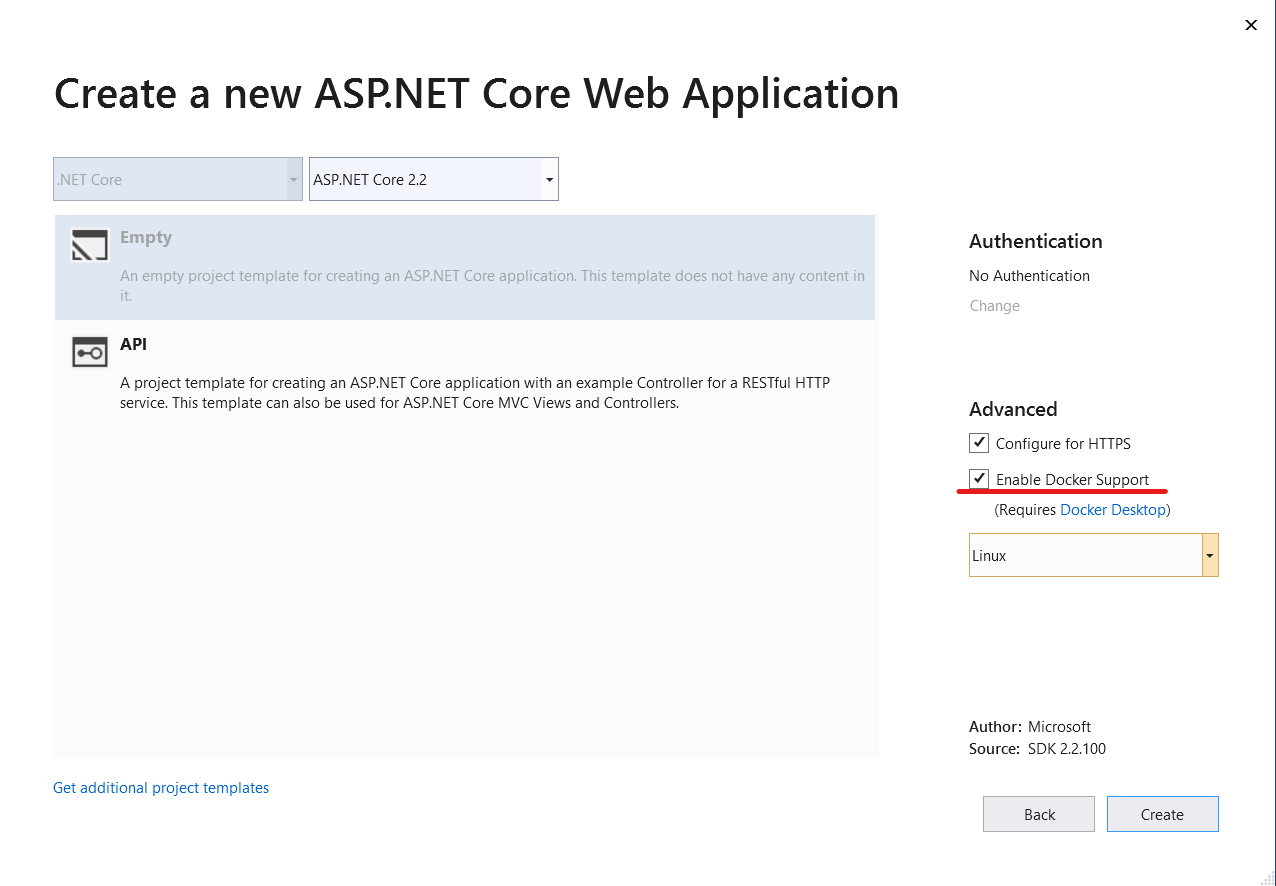 Create a new ASP.NET Core Web Application
.NET Core
ASP.NET Core 2.2
Empty
An empty project template for creating an ASP.NET Core application. This template does not have any content in
it.
API
A project template for creating an ASP.NET Core application with an example Controller for a RESTful HTTP
service. This template can also be used for ASP.NET Core MVC Views and Controllers.
Get additional project templates
Authentication
No Authentication
Change
Advanced
Configure for HTTPS
Enable Docker Support
(Requires Docker Desktop)
Linux
Author: Microsoft
Source: SDK 2.2.100
Back
Create